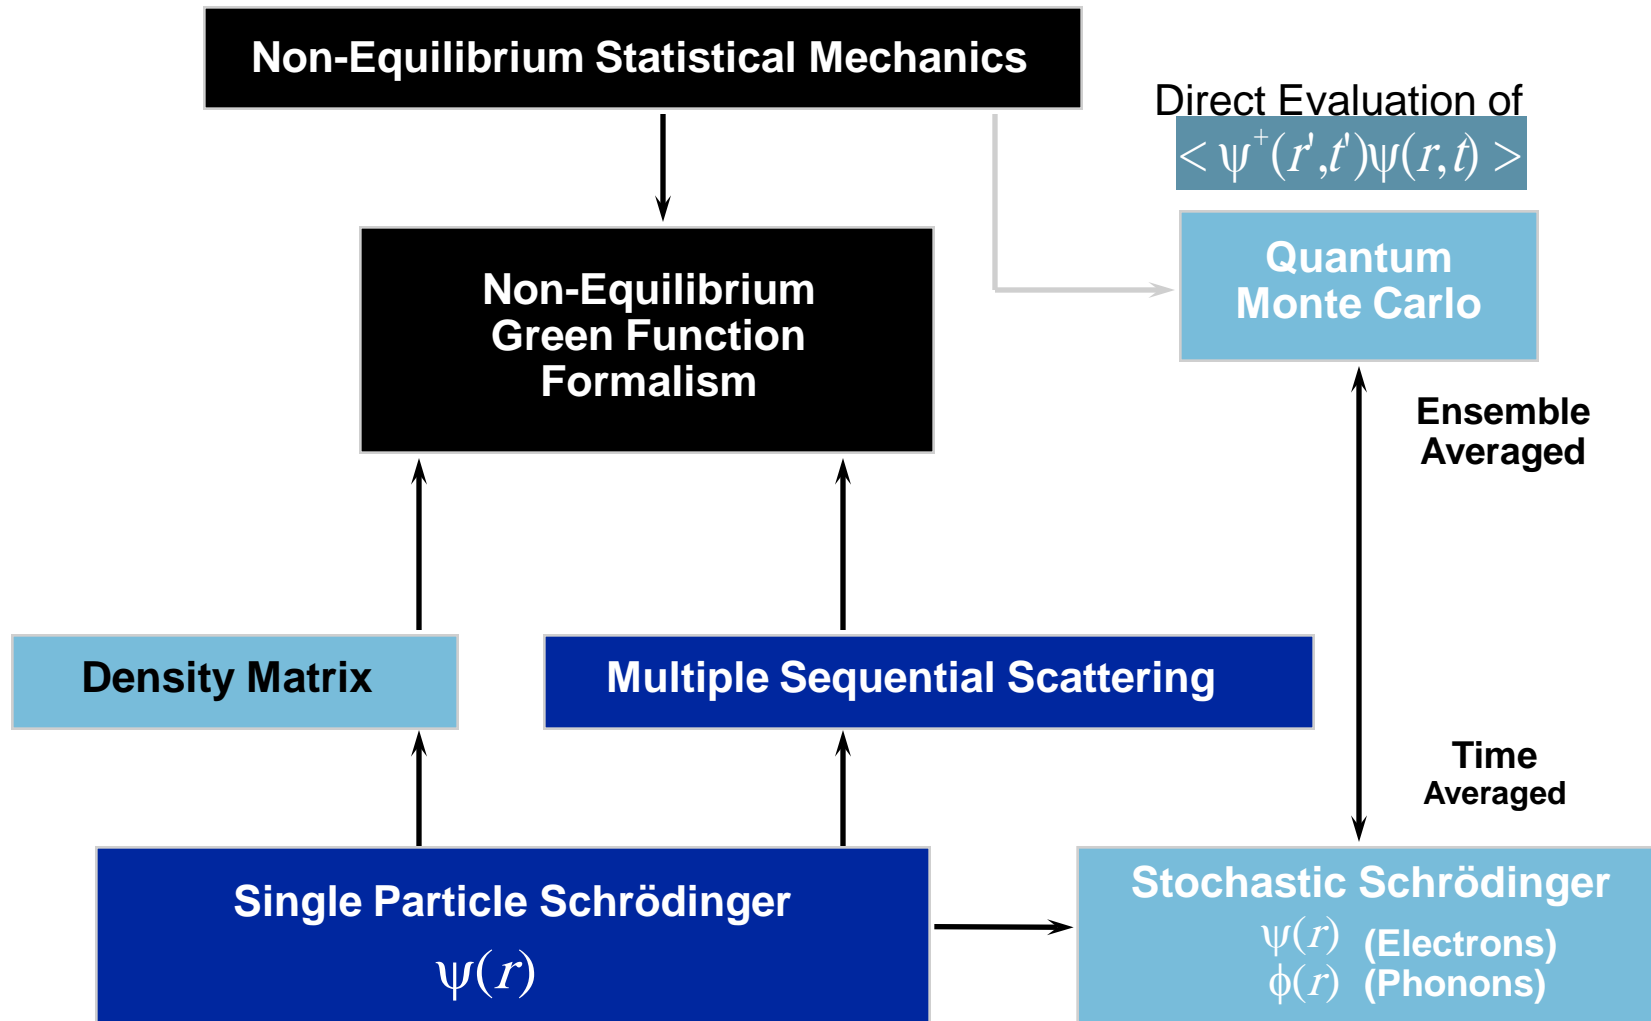 Non-Equilibrium Statistical Mechanics
Direct Evaluation of
< ψ⁺(r',t')ψ(r,t) >
Quantum
Monte Carlo
Non-Equilibrium
Green Function
Formalism
Ensemble
Averaged
Density Matrix
Multiple Sequential Scattering
Time
Averaged
Single Particle Schrödinger
ψ(r)
Stochastic Schrödinger
ψ(r) (Electrons)
ϕ(r) (Phonons)